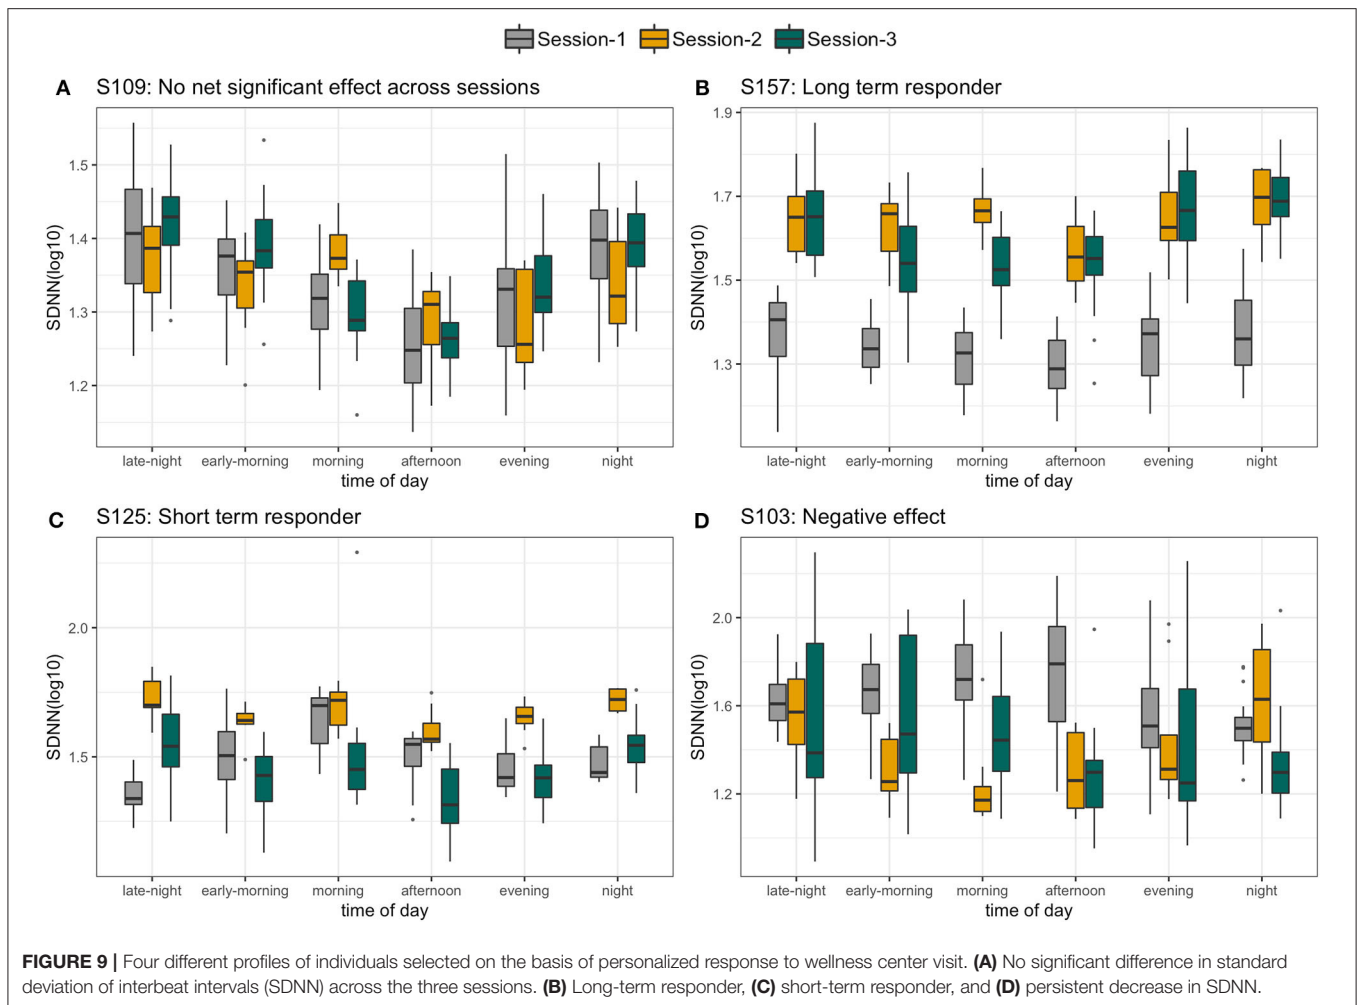 Session-1 Session-2 Session-3
A S109: No net significant effect across sessions
SDNN(log10)
1.5
1.4
1.3
1.2
late-night early-morning morning afternoon evening night
time of day
B S157: Long term responder
SDNN(log10)
1.9
1.7
1.5
1.3
late-night early-morning morning afternoon evening night
time of day
C S125: Short term responder
SDNN(log10)
2.0
1.5
late-night early-morning morning afternoon evening night
time of day
D S103: Negative effect
SDNN(log10)
2.0
1.6
1.2
late-night early-morning morning afternoon evening night
time of day
FIGURE 9 | Four different profiles of individuals selected on the basis of personalized response to wellness center visit. (A) No significant difference in standard
deviation of interbeat intervals (SDNN) across the three sessions. (B) Long-term responder, (C) short-term responder, and (D) persistent decrease in SDNN.